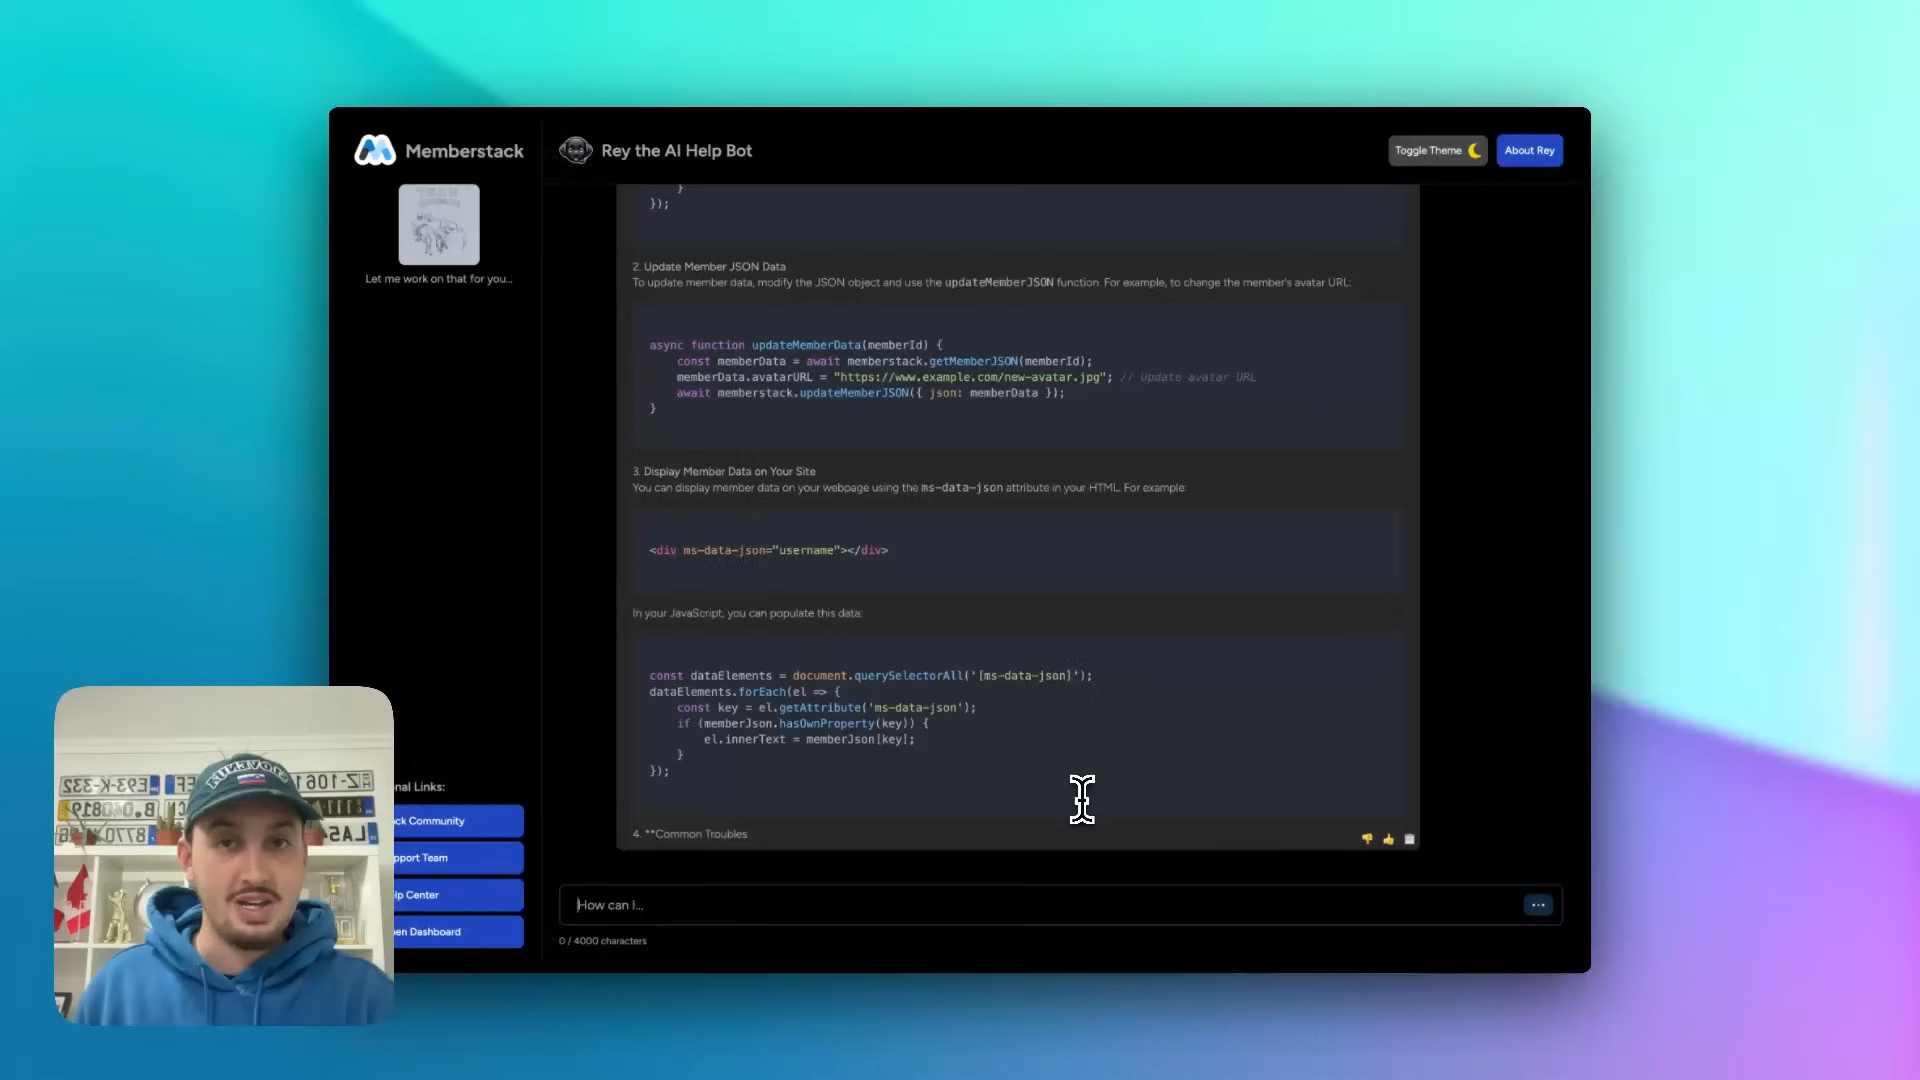 Memberstack
Rey the AI Help Bot
Toggle Theme
About Rey
TEAM
Let me work on that for you...
}
});
2. Update Member JSON Data
To update member data, modify the JSON object and use the updateMemberJSON function. For example, to change the member's avatar URL:
async function updateMemberData(memberId) {
const memberData = await memberstack.getMemberJSON(memberId);
memberData.avatarURL = "https://www.example.com/new-avatar.jpg"; // Update avatar URL
await memberstack.updateMemberJSON({ json: memberData });
}
3. Display Member Data on Your Site
You can display member data on your webpage using the ms-data-json attribute in your HTML. For example:
<div ms-data-json="username"></div>
In your JavaScript, you can populate this data:
const dataElements = document.querySelectorAll('[ms-data-json]');
dataElements.forEach(el => {
const key = el.getAttribute('ms-data-json');
if (memberJson.hasOwnProperty(key)) {
el.innerText = memberJson[key];
}
});
4. **Common Troubles
onal Links:
ck Community
pport Team
lp Center
en Dashboard
How can I...
...
0 / 4000 characters
E93-K-332
Z-1061